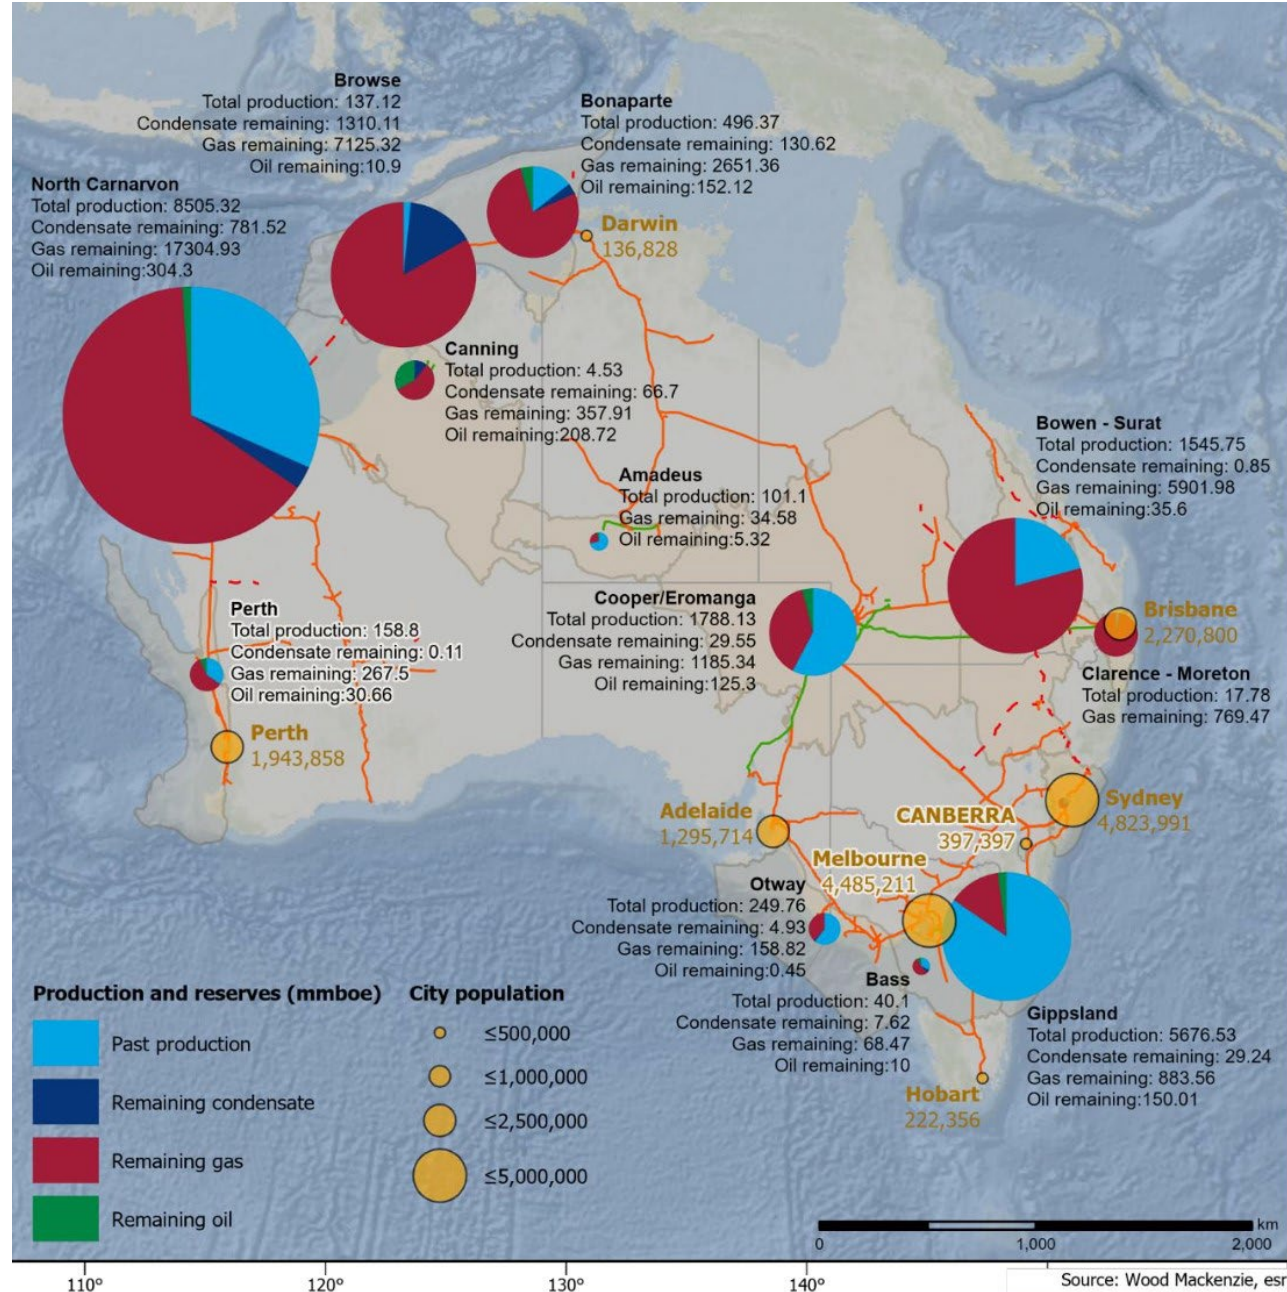 Browse
Total production: 137.12
Condensate remaining: 1310.11
Gas remaining: 7125.32
Oil remaining:10.9
Bonaparte
Total production: 496.37
Condensate remaining: 130.62
Gas remaining: 2651.36
Oil remaining:152.12
North Carnarvon
Total production: 8505.32
Condensate remaining: 781.52
Gas remaining: 17304.93
Oil remaining:304.3
Darwin
136,828
Canning
Total production: 4.53
Condensate remaining: 66.7
Gas remaining: 357.91
Oil remaining:208.72
Bowen - Surat
Total production: 1545.75
Condensate remaining: 0.85
Gas remaining: 5901.98
Oil remaining:35.6
Amadeus
Total production: 101.1
Gas remaining: 34.58
Oil remaining:5.32
Cooper/Eromanga
Total production: 1788.13
Condensate remaining: 29.55
Gas remaining: 1185.34
Oil remaining:125.3
Perth
Total production: 158.8
Condensate remaining: 0.11
Gas remaining: 267.5
Oil remaining:30.66
Brisbane
2,270,800
Clarence - Moreton
Total production: 17.78
Gas remaining: 769.47
Perth
1,943,858
Adelaide
1,295,714
CANBERRA
397,397
Sydney
4,823,991
Melbourne
4,485,211
Otway
Total production: 249.76
Condensate remaining: 4.93
Gas remaining: 158.82
Oil remaining:0.45
Bass
Total production: 40.1
Condensate remaining: 7.62
Gas remaining: 68.47
Oil remaining:10
Gippsland
Total production: 5676.53
Condensate remaining: 29.24
Gas remaining: 883.56
Oil remaining:150.01
Hobart
222,356
Production and reserves (mmboe)
Past production
Remaining condensate
Remaining gas
Remaining oil
City population
≤500,000
≤1,000,000
≤2,500,000
≤5,000,000
km
0 1,000 2,000
110° 120° 130° 140°
Source: Wood Mackenzie, esr